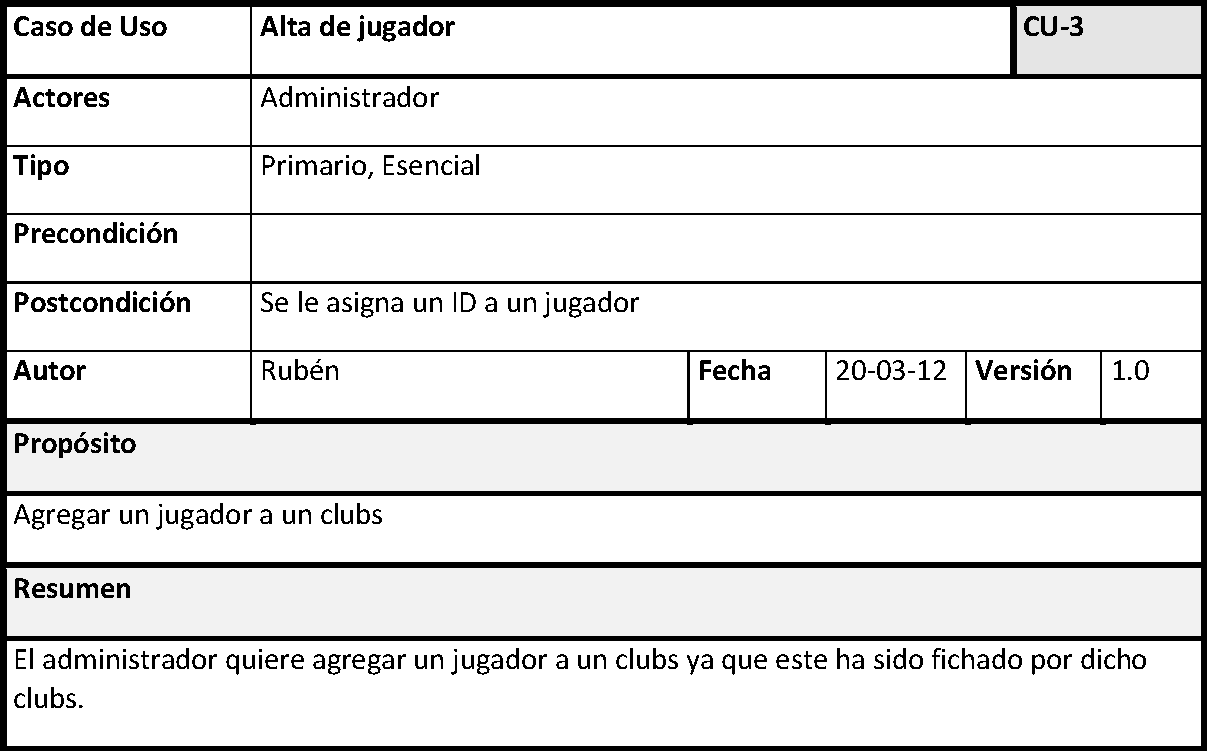 Caso de Uso Alta de jugador CU-3
Actores Administrador
Tipo Primario, Esencial
Precondición
Postcondición Se le asigna un ID a un jugador
Autor Rubén Fecha 20-03-12 Versión 1.0
Propósito
Agregar un jugador a un clubs
Resumen
El administrador quiere agregar un jugador a un clubs ya que este ha sido fichado por dicho
clubs.